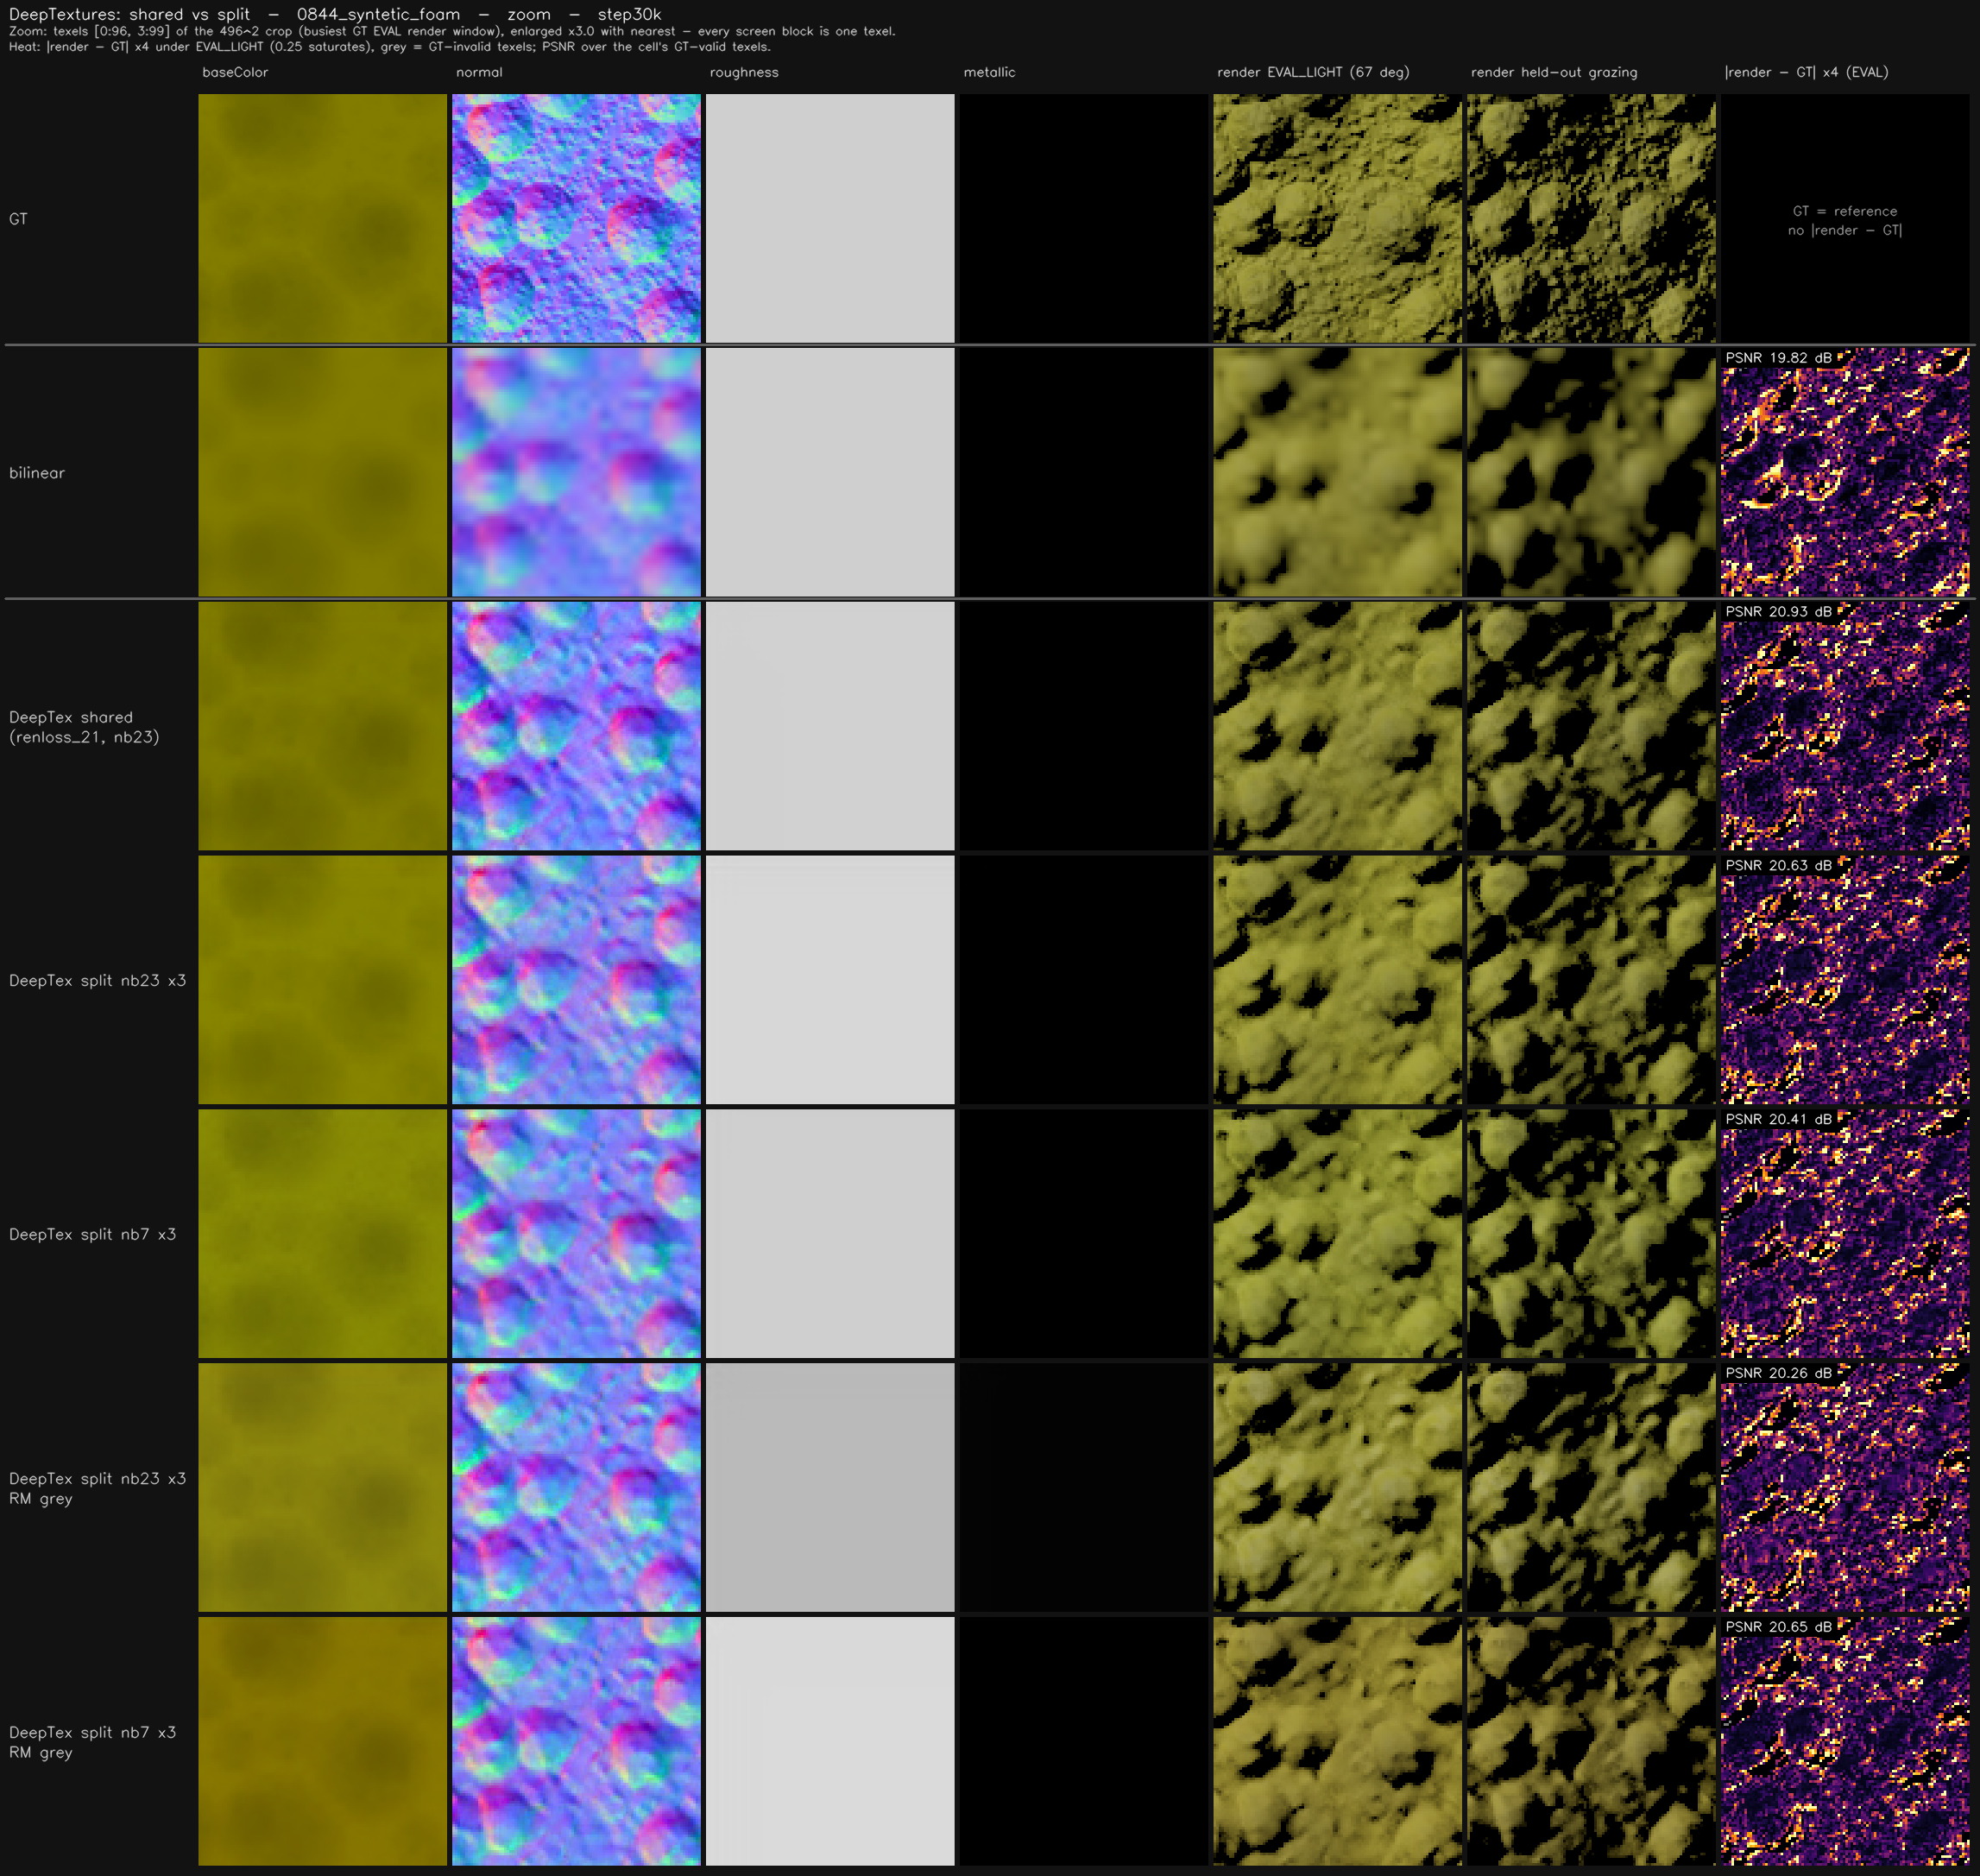 DeepTextures: shared vs split — 0844_syntetic_foam — zoom — step30k
Zoom: texels [0:96, 3:99] of the 496^2 crop (busiest GT EVAL render window), enlarged x3.0 with nearest — every screen block is one texel.
Heat: |render − GT| x4 under EVAL_LIGHT (0.25 saturates), grey = GT-invalid texels; PSNR over the cell's GT-valid texels.
baseColor normal roughness metallic render EVAL_LIGHT (67 deg) render held-out grazing |render − GT| x4 (EVAL)
GT
GT = reference
no |render − GT|
bilinear
PSNR 19.82 dB
DeepTex shared
(renloss_21, nb23)
PSNR 20.93 dB
DeepTex split nb23 x3
PSNR 20.63 dB
DeepTex split nb7 x3
PSNR 20.41 dB
DeepTex split nb23 x3
RM grey
PSNR 20.26 dB
DeepTex split nb7 x3
RM grey
PSNR 20.65 dB